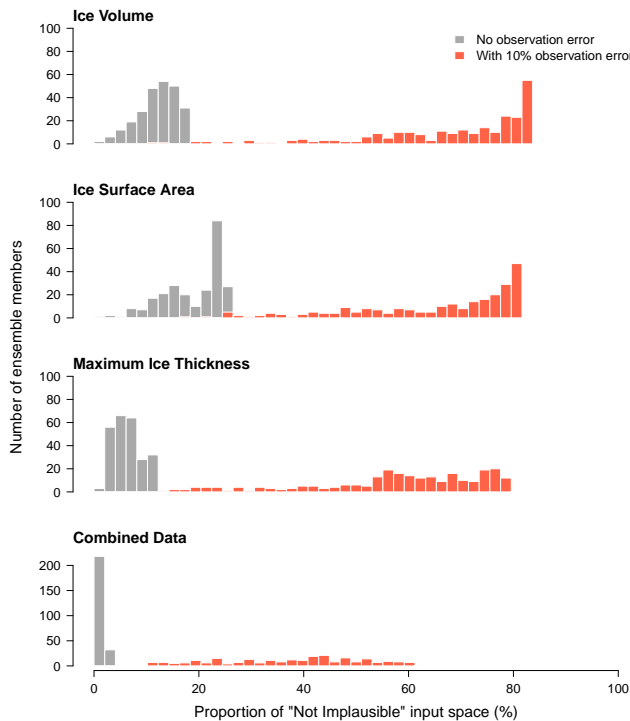 Ice Volume
100
80
60
40
20
0
No observation error
With 10% observation error
Ice Surface Area
100
80
60
40
20
0
Number of ensemble members
Maximum Ice Thickness
100
80
60
40
20
0
Combined Data
200
150
100
50
0
0 20 40 60 80 100
Proportion of "Not Implausible" input space (%)